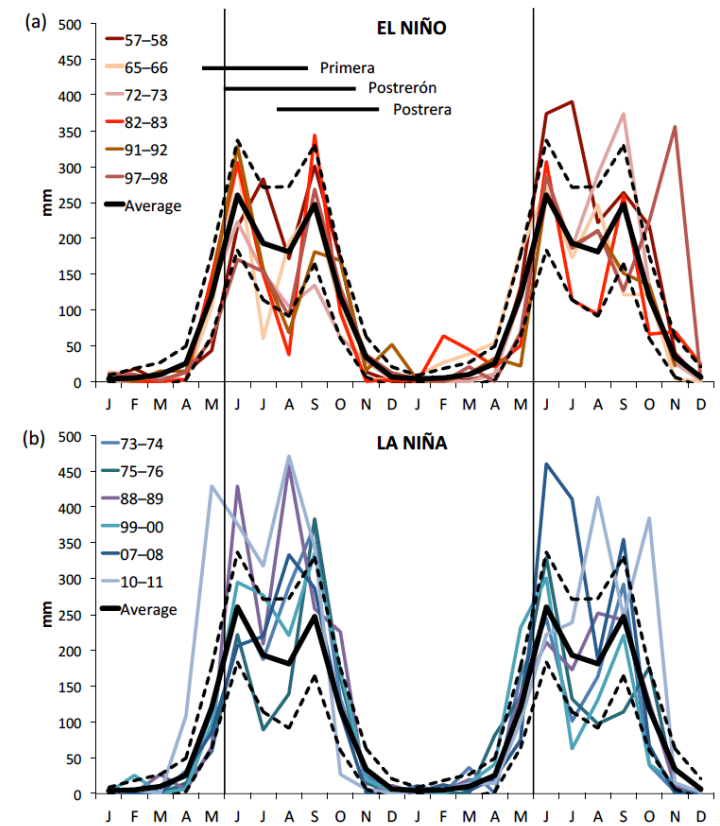 (a)
EL NIÑO
500
450
400
350
300
250
200
150
100
50
0
mm
57–58
65–66
72–73
82–83
91–92
97–98
Average
Primera
Postrerón
Postrera
J F M A M J J A S O N D J F M A M J J A S O N D
(b)
LA NIÑA
500
450
400
350
300
250
200
150
100
50
0
mm
73–74
75–76
88–89
99–00
07–08
10–11
Average
J F M A M J J A S O N D J F M A M J J A S O N D